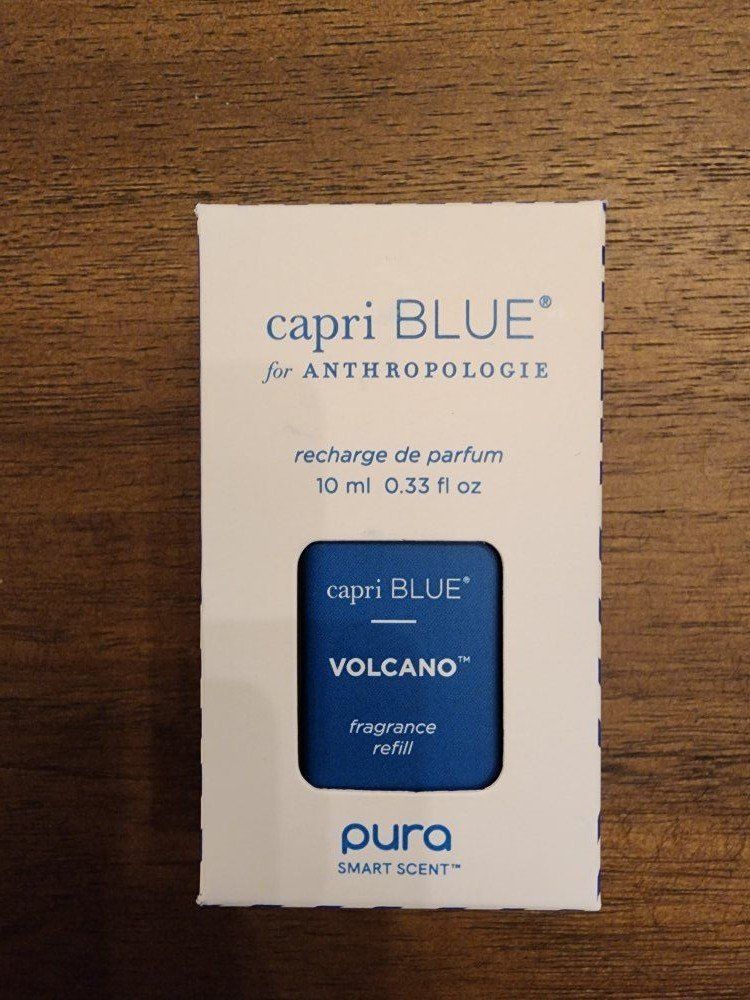 capri BLUE®
for ANTHROPOLOGIE
recharge de parfum
10 ml 0.33 fl oz
capri BLUE®
VOLCANO™
fragrance
refill
pura
SMART SCENT™